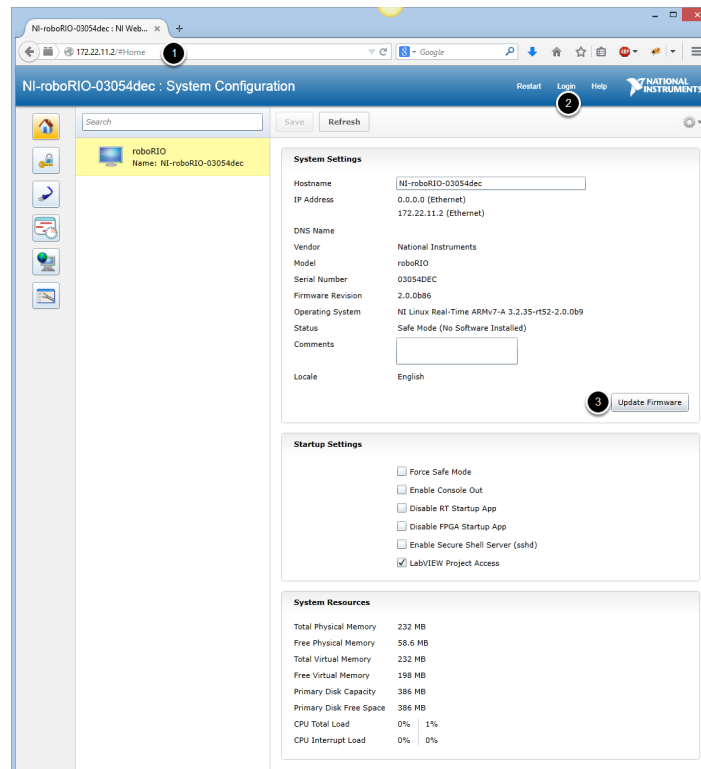 NI-roboRIO-03054dec : NI Web... × +
172.22.11.2/#Home 1 Google
NI-roboRIO-03054dec : System Configuration Restart Login Help NATIONAL INSTRUMENTS
2
Search Save Refresh
roboRIO
Name: NI-roboRIO-03054dec
System Settings
Hostname NI-roboRIO-03054dec
IP Address 0.0.0.0 (Ethernet)
172.22.11.2 (Ethernet)
DNS Name
Vendor National Instruments
Model roboRIO
Serial Number 03054DEC
Firmware Revision 2.0.0b86
Operating System NI Linux Real-Time ARMv7-A 3.2.35-rt52-2.0.0b9
Status Safe Mode (No Software Installed)
Comments
Locale English
3 Update Firmware
Startup Settings
Force Safe Mode
Enable Console Out
Disable RT Startup App
Disable FPGA Startup App
Enable Secure Shell Server (sshd)
LabVIEW Project Access
System Resources
Total Physical Memory 232 MB
Free Physical Memory 58.6 MB
Total Virtual Memory 232 MB
Free Virtual Memory 198 MB
Primary Disk Capacity 386 MB
Primary Disk Free Space 386 MB
CPU Total Load 0% 1%
CPU Interrupt Load 0% 0%